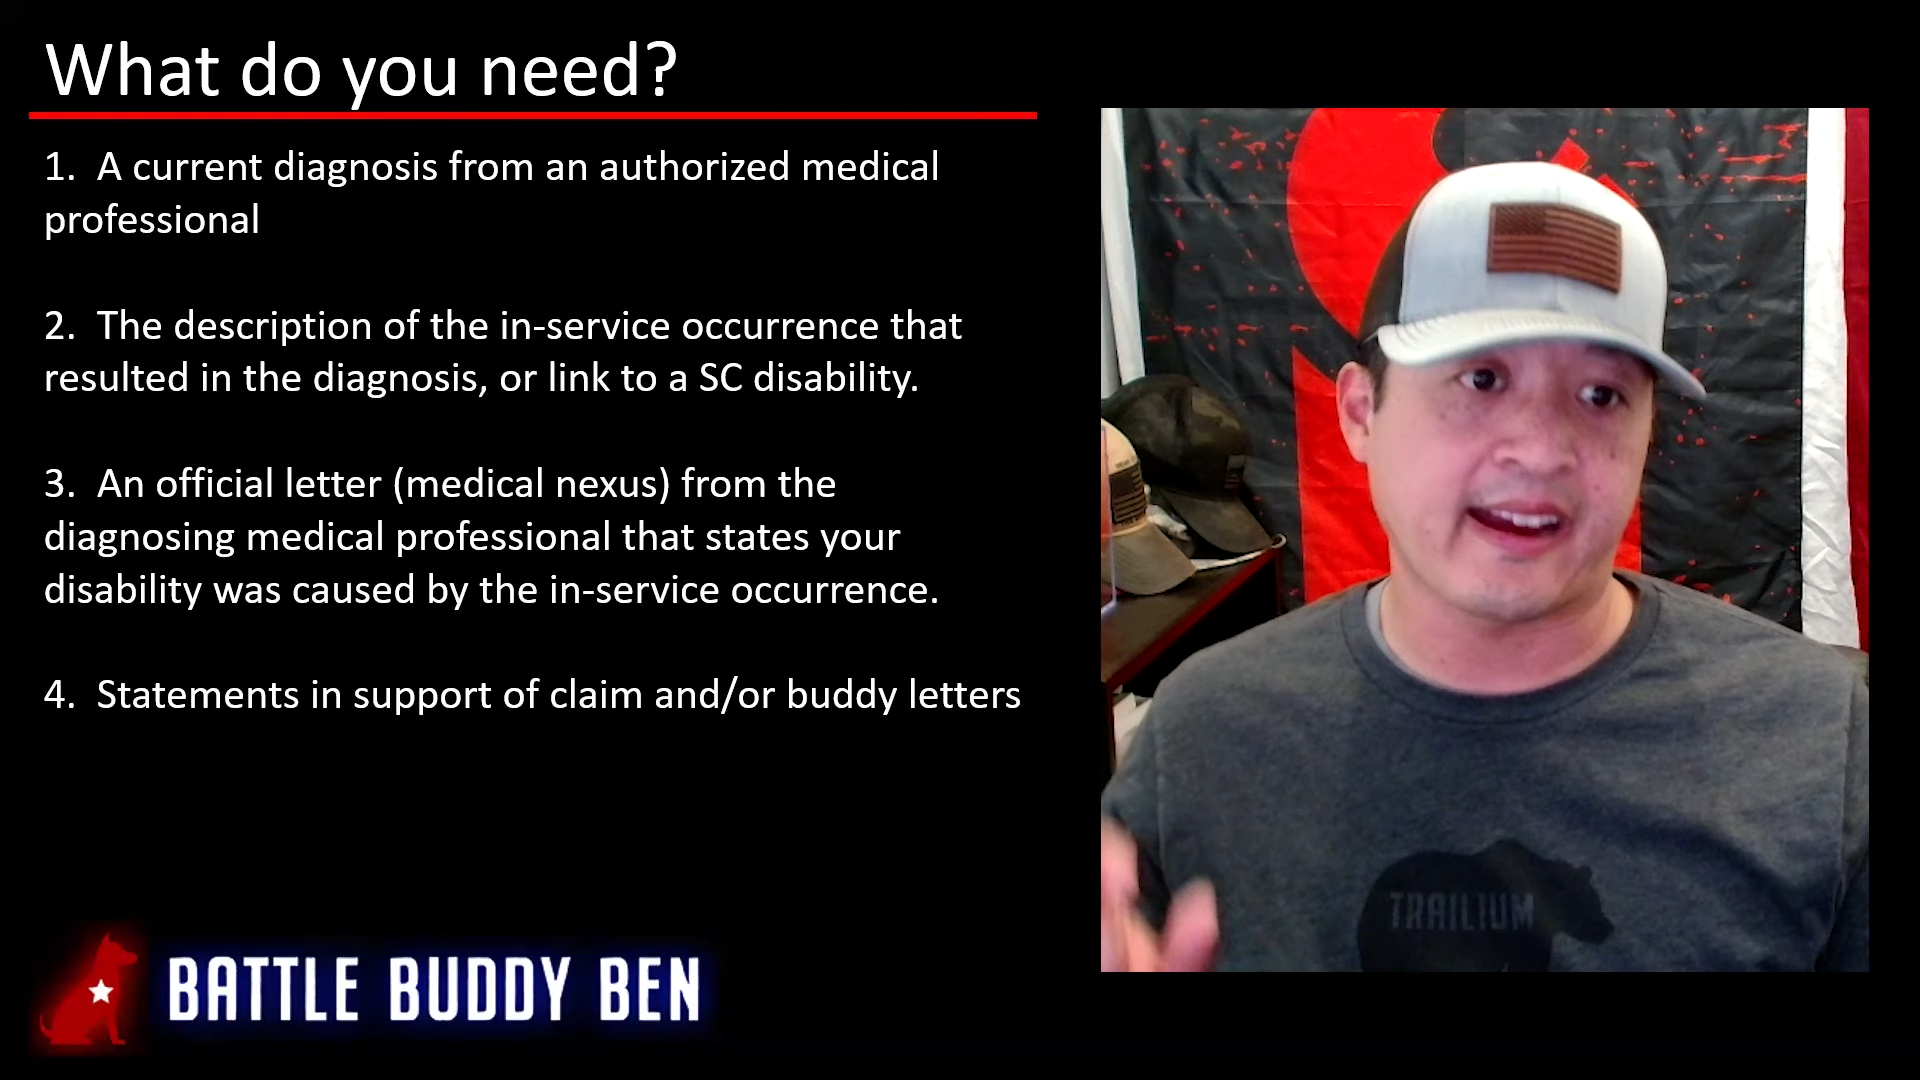 What do you need?
1. A current diagnosis from an authorized medical
professional
2. The description of the in-service occurrence that
resulted in the diagnosis, or link to a SC disability.
3. An official letter (medical nexus) from the
diagnosing medical professional that states your
disability was caused by the in-service occurrence.
4. Statements in support of claim and/or buddy letters
TRAILIUM
BATTLE BUDDY BEN